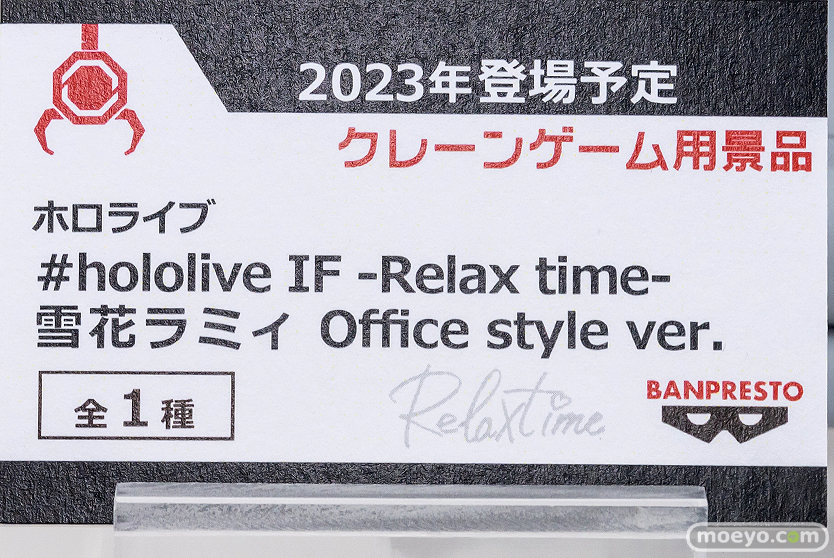 2023年登場予定
クレーンゲーム用景品
ホロライブ
#hololive IF -Relax time-
雪花ラミィ Office style ver.
全1種
Relaxtime
BANPRESTO
moeyo.com